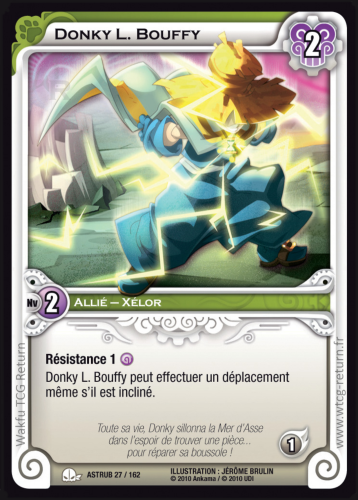 Donky L. Bouffy
2
Nv 2 Allié – Xélor
Résistance 1
Donky L. Bouffy peut effectuer un déplacement
même s'il est incliné.
Toute sa vie, Donky sillonna la Mer d'Asse
dans l'espoir de trouver une pièce...
pour réparer sa boussole !
1
ASTRUB 27 / 162
ILLUSTRATION : JÉRÔME BRULIN
© 2010 Ankama / © 2010 UDI
Wakfu TCG Return
www.wtcg-return.fr